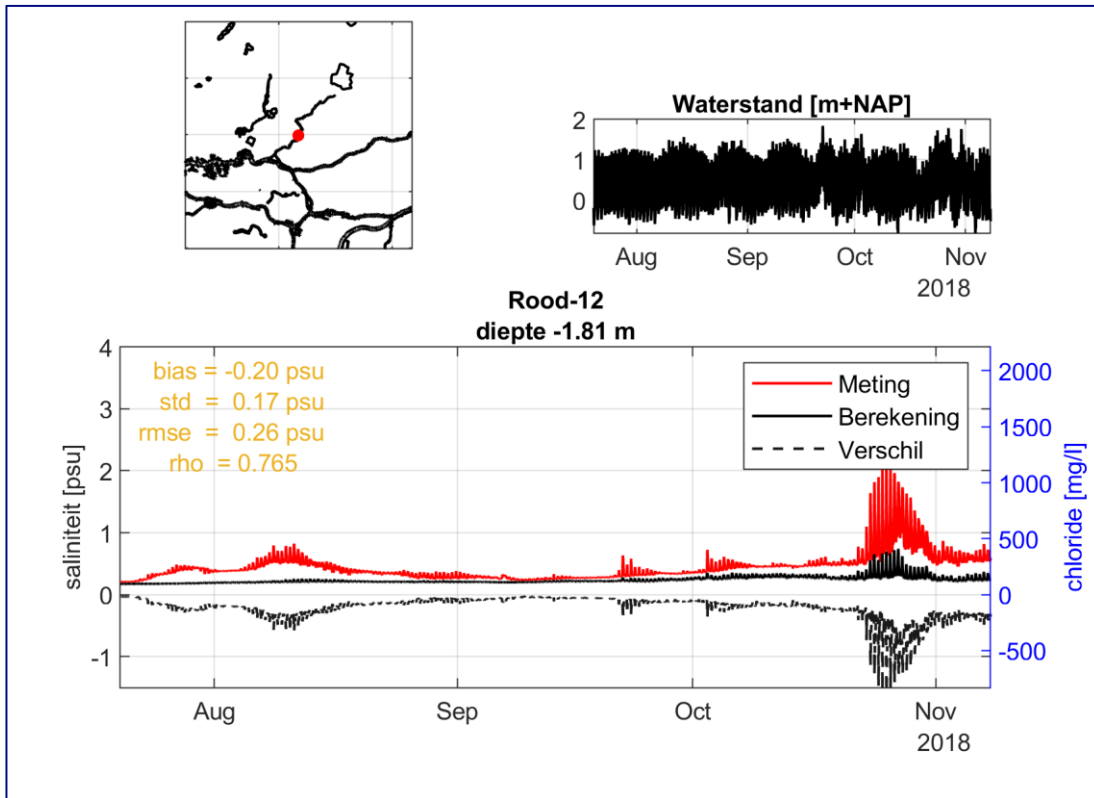 Waterstand [m+NAP]
2
1
0
Aug Sep Oct Nov
2018
Rood-12
diepte -1.81 m
4
3
2
1
0
-1
saliniteit [psu]
bias = -0.20 psu
std = 0.17 psu
rmse = 0.26 psu
rho = 0.765
Meting
Berekening
Verschil
2000
1500
1000
500
0
-500
chloride [mg/l]
Aug Sep Oct Nov
2018